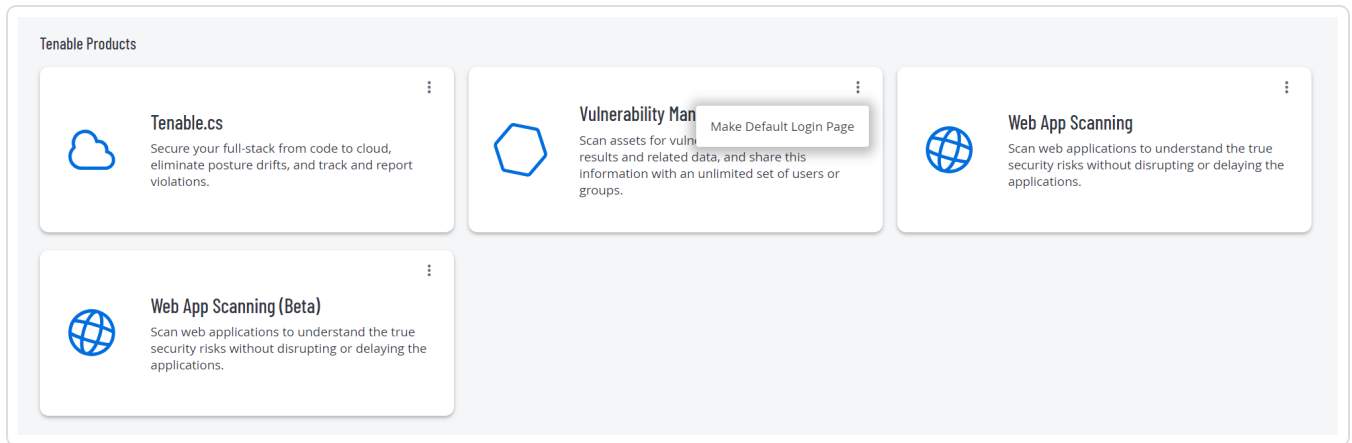 Tenable Products
Tenable.cs
Secure your full-stack from code to cloud,
eliminate posture drifts, and track and report
violations.
Vulnerability
Make Default Login Page
Scan assets for
results and related data, and share this
information with an unlimited set of users or
groups.
Web App Scanning
Scan web applications to understand the true
security risks without disrupting or delaying the
applications.
Web App Scanning (Beta)
Scan web applications to understand the true
security risks without disrupting or delaying the
applications.